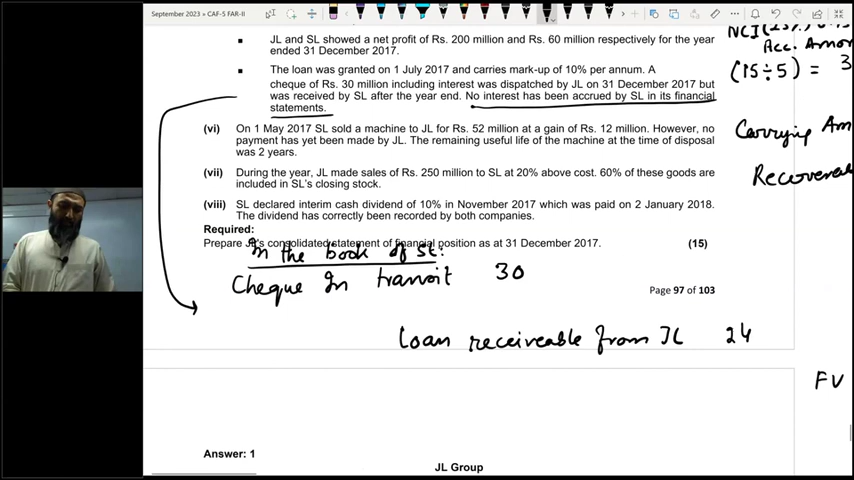 September 2023 » CAF-5 FAR-II
JL and SL showed a net profit of Rs. 200 million and Rs. 60 million respectively for the year
ended 31 December 2017.
The loan was granted on 1 July 2017 and carries mark-up of 10% per annum. A
cheque of Rs. 30 million including interest was dispatched by JL on 31 December 2017 but
was received by SL after the year end. No interest has been accrued by SL in its financial
statements.
(vi) On 1 May 2017 SL sold a machine to JL for Rs. 52 million at a gain of Rs. 12 million. However, no
payment has yet been made by JL. The remaining useful life of the machine at the time of disposal
was 2 years.
(vii) During the year, JL made sales of Rs. 250 million to SL at 20% above cost. 60% of these goods are
included in SL's closing stock.
(viii) SL declared interim cash dividend of 10% in November 2017 which was paid on 2 January 2018.
The dividend has correctly been recorded by both companies.
Required:
Prepare JL's consolidated statement of financial position as at 31 December 2017. (15)
In the book of SL:
Cheque In transit 30
Page 97 of 103
Loan receiveable from JL 24
Answer: 1
JL Group
Acc. Amor
(15÷5) = 3
Carrying Am
Recoverab
FV